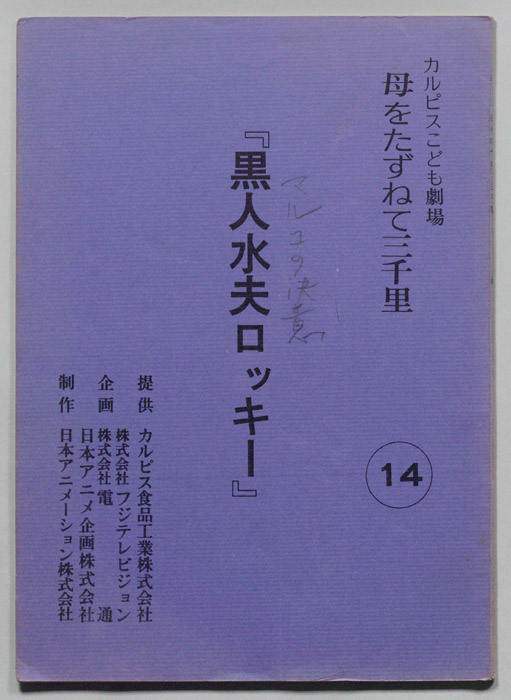 カルピスこども劇場
母をたずねて三千里
14
マルコの決意
『黒人水夫ロッキー』
提供 カルピス食品工業株式会社
株式会社フジテレビジョン
企画 株式会社電通
日本アニメ企画株式会社
制作 日本アニメーション株式会社